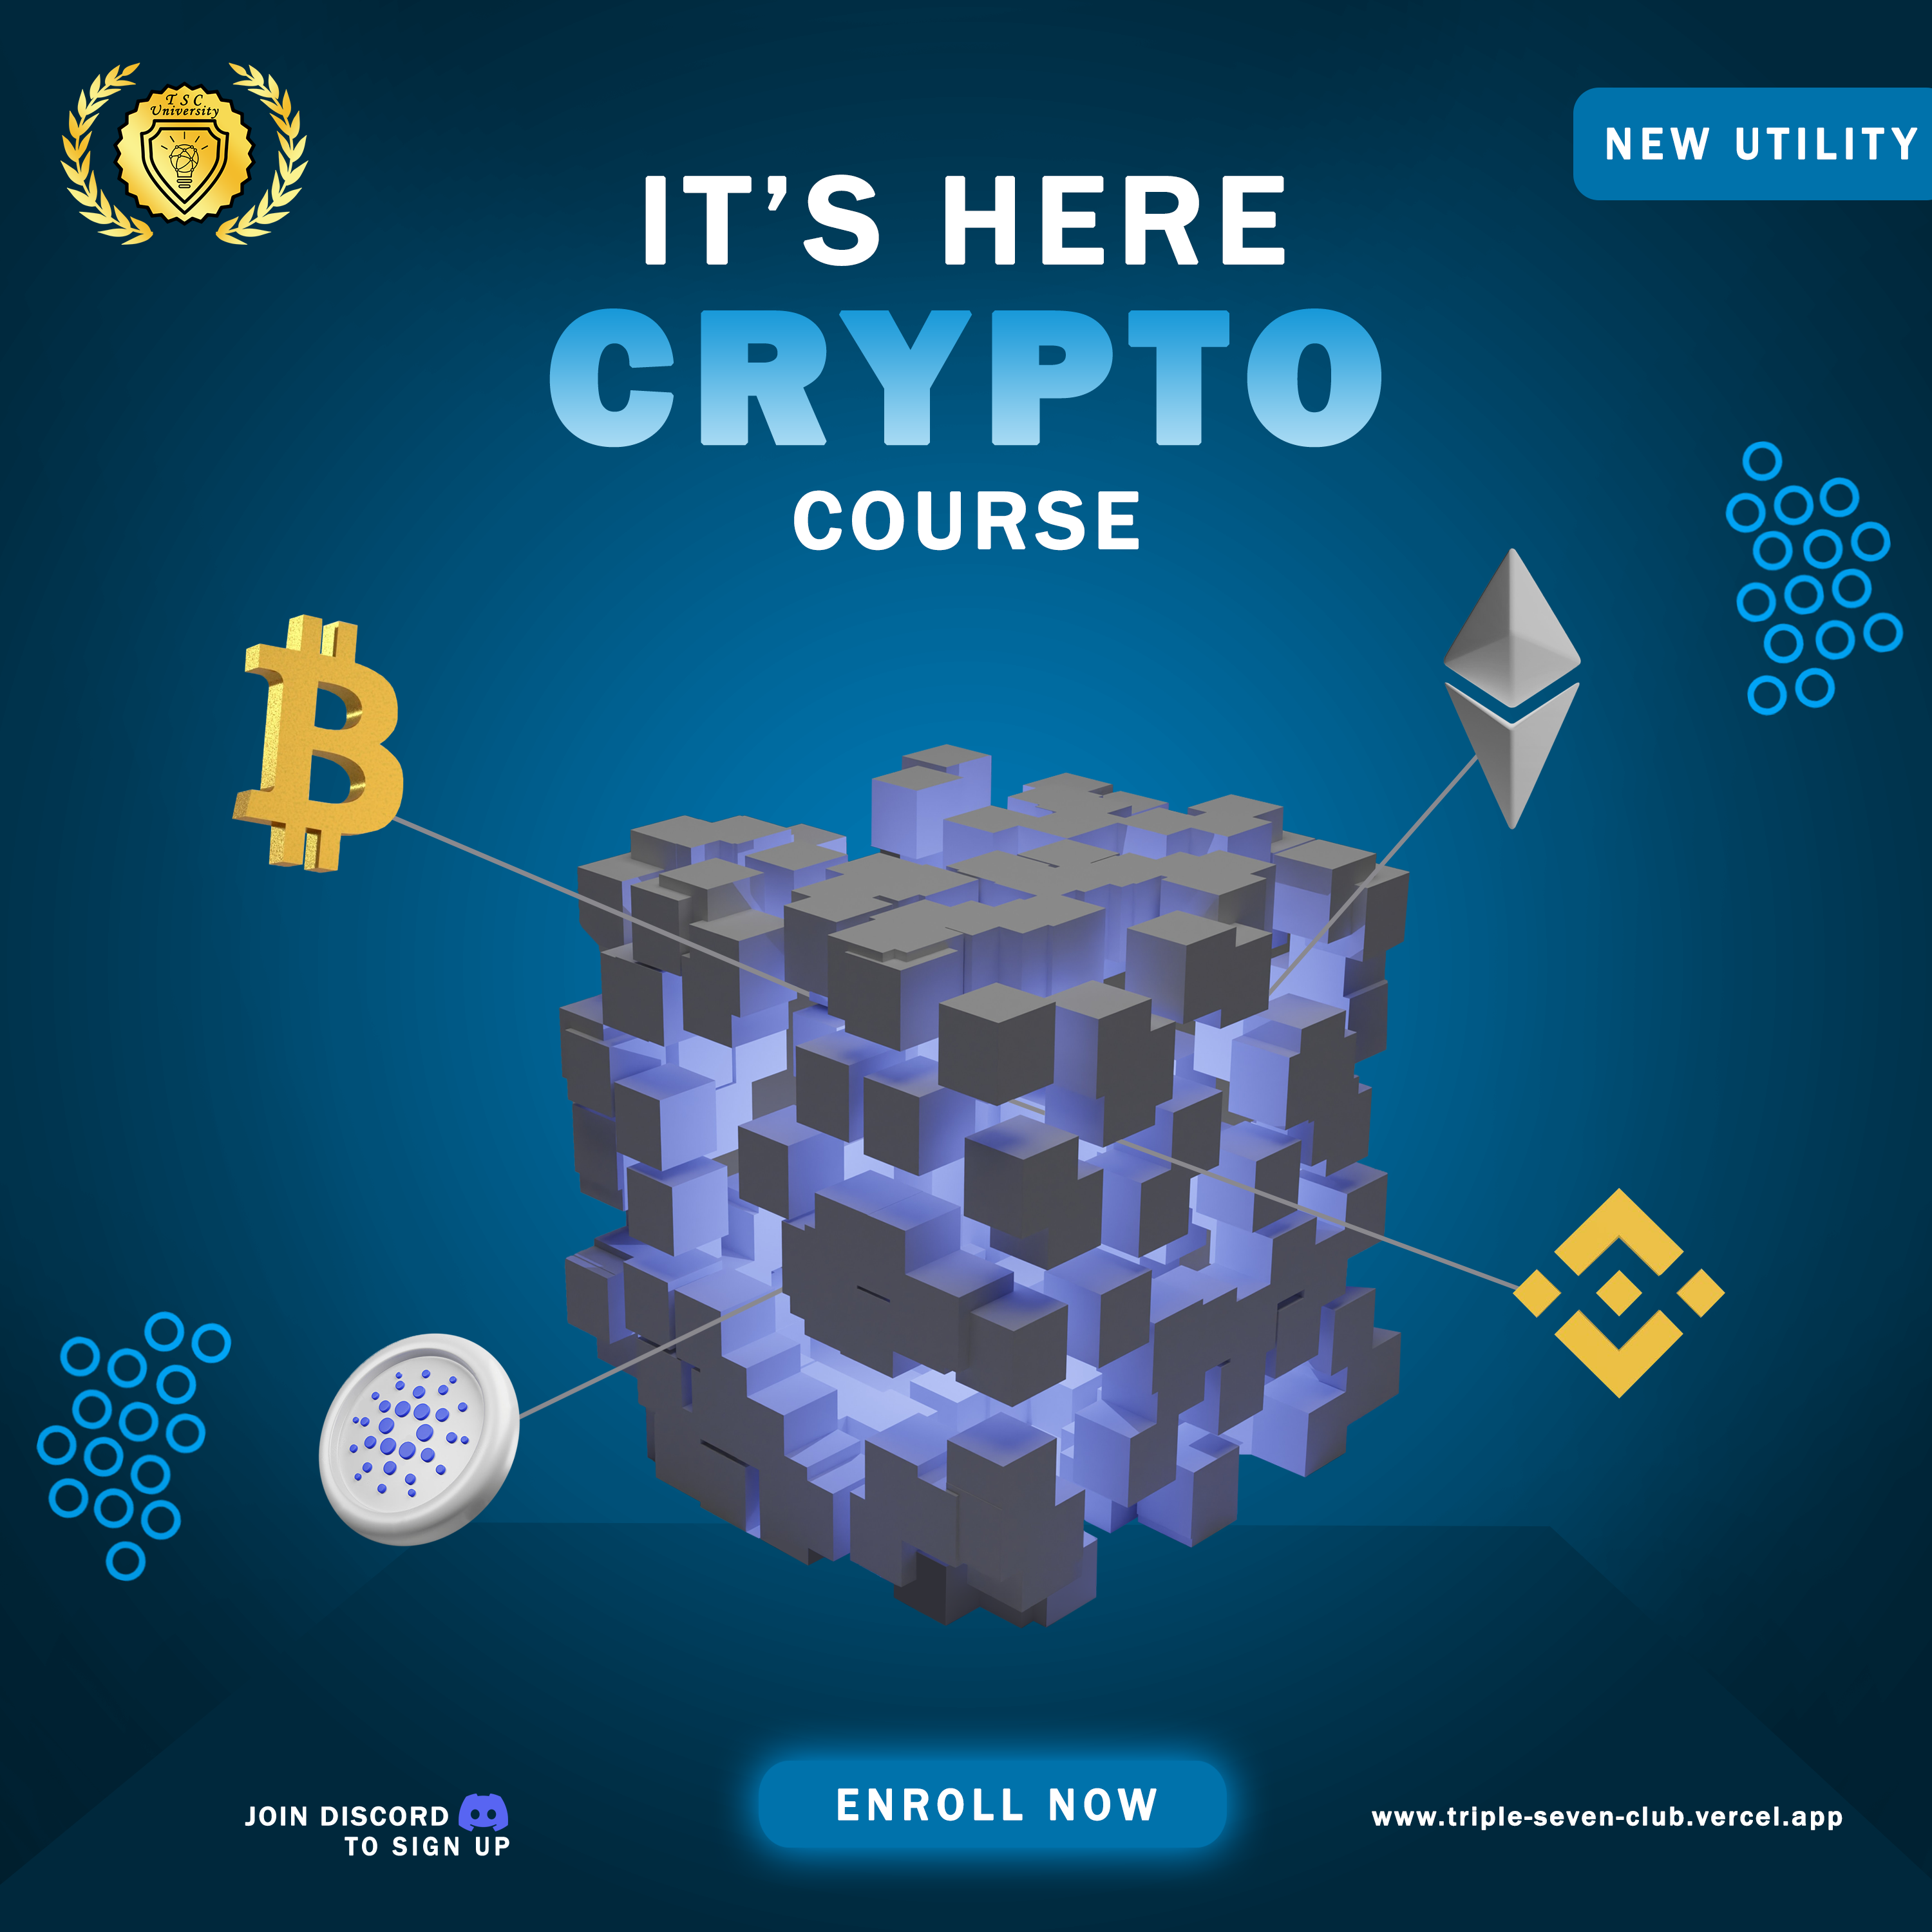 T S C
University
NEW UTILITY
IT’S HERE
CRYPTO
COURSE
JOIN DISCORD
TO SIGN UP
ENROLL NOW
www.triple-seven-club.vercel.app